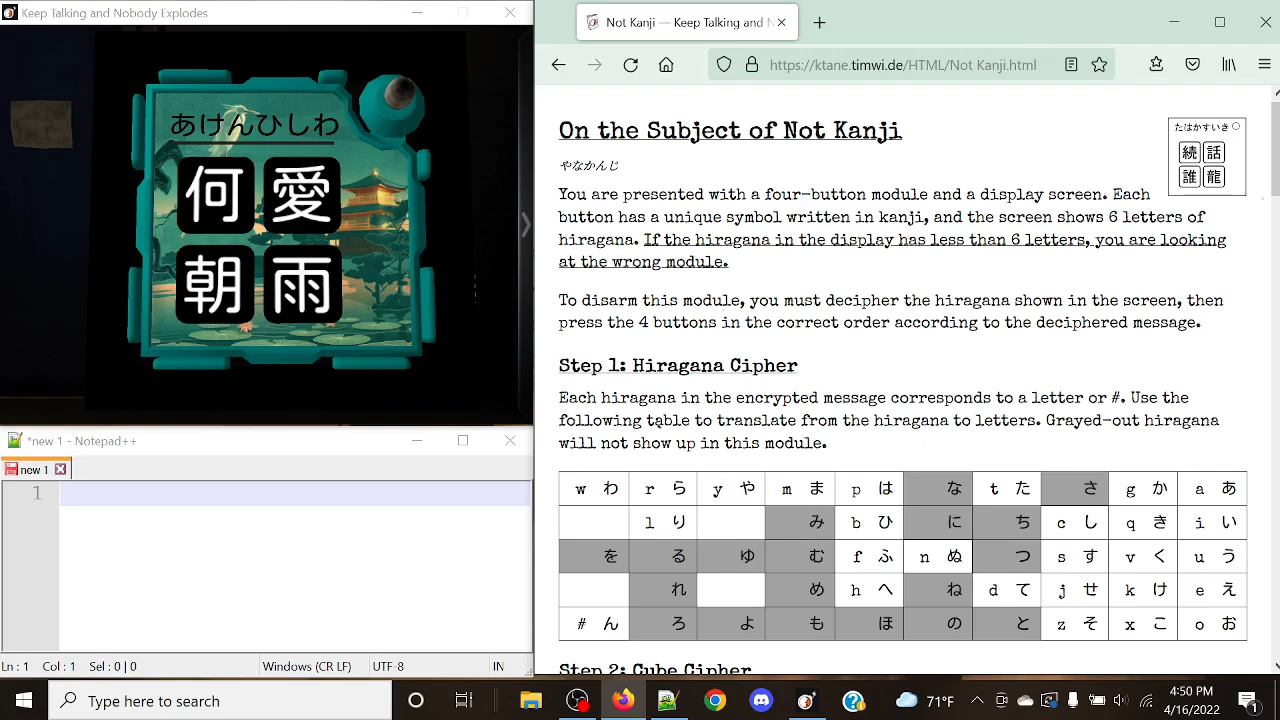 Keep Talking and Nobody Explodes
あけんひしわ
何 愛
朝 雨
*new 1 - Notepad++
new 1
1
Ln : 1 Col : 1 Sel : 0 | 0
Windows (CR LF)
UTF-8
IN
Not Kanji — Keep Talking and N
https://ktane.timwi.de/HTML/Not Kanji.html
On the Subject of Not Kanji
やなかんじ
たはかすいき
続 話
誰 龍
You are presented with a four-button module and a display screen. Each
button has a unique symbol written in kanji, and the screen shows 6 letters of
hiragana. If the hiragana in the display has less than 6 letters, you are looking
at the wrong module.
To disarm this module, you must decipher the hiragana shown in the screen, then
press the 4 buttons in the correct order according to the deciphered message.
Step 1: Hiragana Cipher
Each hiragana in the encrypted message corresponds to a letter or #. Use the
following table to translate from the hiragana to letters. Grayed-out hiragana
will not show up in this module.
w わ r ら y や m ま p は な t た さ g か a あ
l り み b ひ に ち c し q き i い
を る ゆ む f ふ n ぬ つ s す v く u う
れ め h へ ね d て j せ k け e え
# ん ろ よ も ほ の と z そ x こ o お
Step 2: Cube Cipher
Type here to search
71°F
4:50 PM
4/16/2022
1